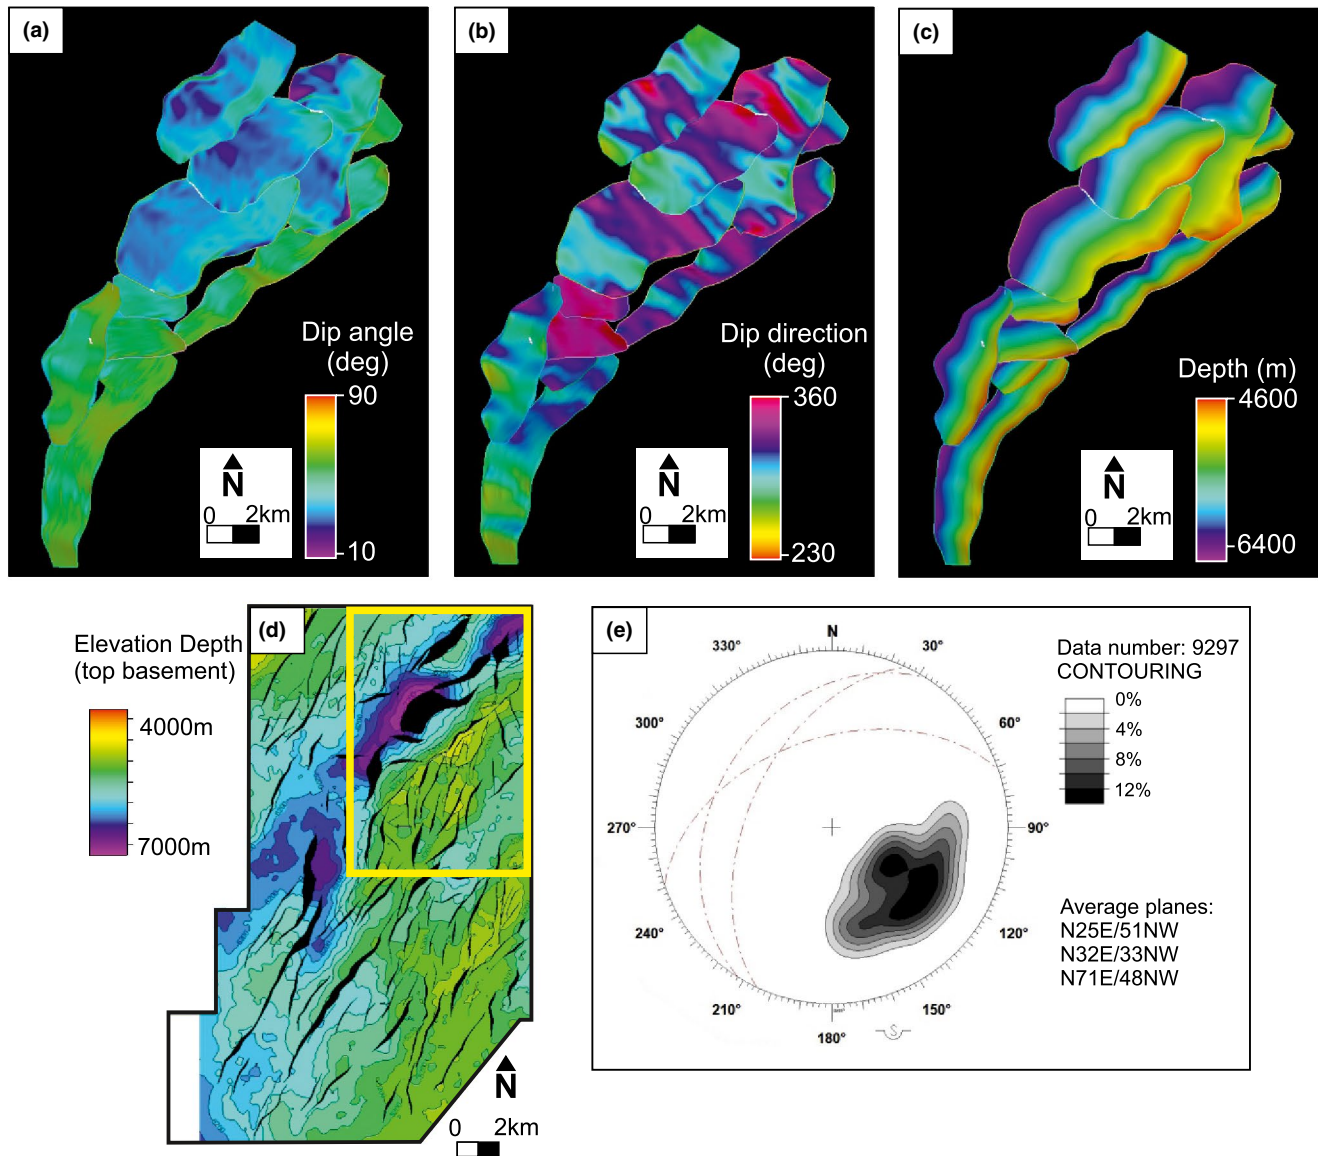 (a)
Dip angle
(deg)
90
10
N
0 2km
(b)
Dip direction
(deg)
360
230
N
0 2km
(c)
Depth (m)
4600
6400
N
0 2km
(d)
Elevation Depth
(top basement)
4000m
7000m
N
0 2km
(e)
N
30°
60°
90°
120°
150°
180°
210°
240°
270°
300°
330°
S
Data number: 9297
CONTOURING
0%
4%
8%
12%
Average planes:
N25E/51NW
N32E/33NW
N71E/48NW